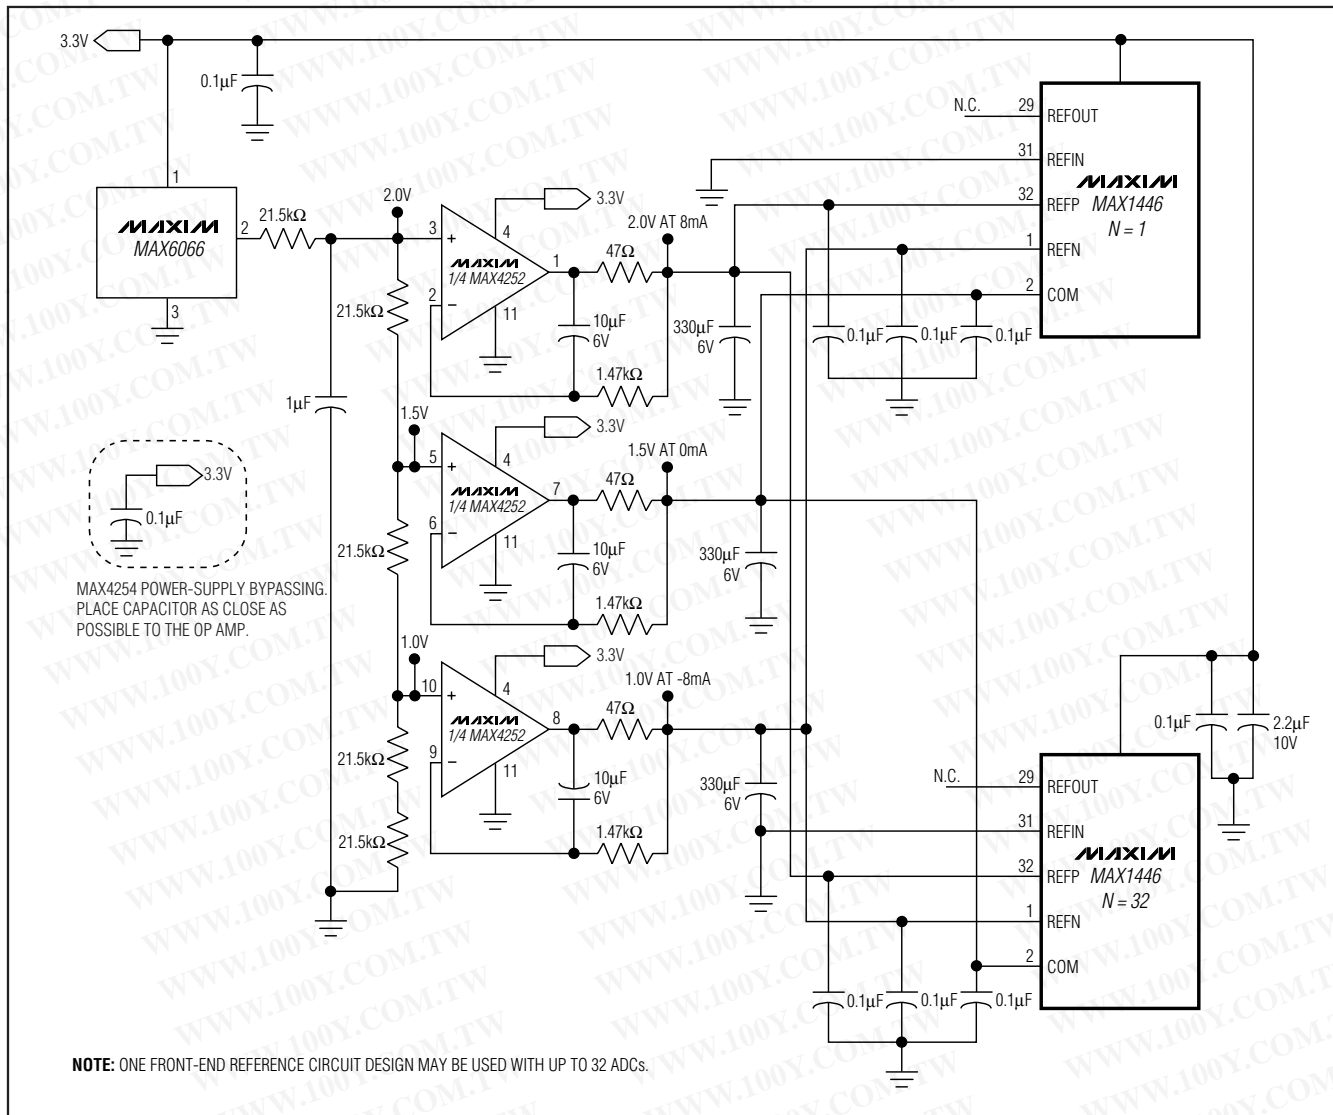 3.3V
0.1µF
1
MAXIM
MAX6066
2
3
21.5kΩ
2.0V
21.5kΩ
1µF
1.5V
21.5kΩ
1.0V
21.5kΩ
21.5kΩ
3.3V
0.1µF
MAX4254 POWER-SUPPLY BYPASSING.
PLACE CAPACITOR AS CLOSE AS
POSSIBLE TO THE OP AMP.
3
+
4
3.3V
MAXIM
1/4 MAX4252
2
−
11
1
47Ω
2.0V AT 8mA
10µF
6V
1.47kΩ
330µF
6V
5
+
4
3.3V
MAXIM
1/4 MAX4252
6
−
11
7
47Ω
1.5V AT 0mA
10µF
6V
1.47kΩ
330µF
6V
10
+
4
3.3V
MAXIM
1/4 MAX4252
9
−
11
8
47Ω
1.0V AT -8mA
10µF
6V
1.47kΩ
330µF
6V
N.C.
29
REFOUT
31
REFIN
32
REFP
1
REFN
2
COM
MAXIM
MAX1446
N = 1
0.1µF
0.1µF
0.1µF
0.1µF
2.2µF
10V
N.C.
29
REFOUT
31
REFIN
32
REFP
1
REFN
2
COM
MAXIM
MAX1446
N = 32
0.1µF
0.1µF
0.1µF
NOTE: ONE FRONT-END REFERENCE CIRCUIT DESIGN MAY BE USED WITH UP TO 32 ADCs.
WWW.100Y.COM.TW